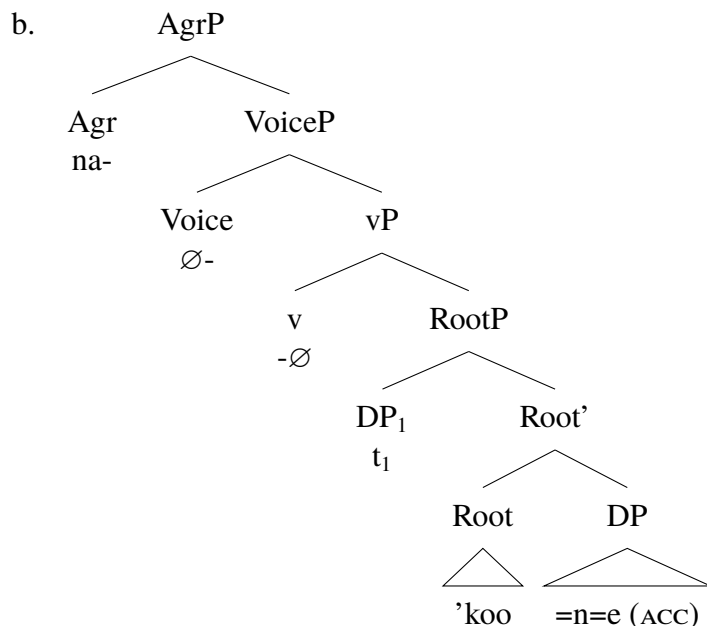 b. AgrP
Agr VoiceP
na-
Voice vP
∅-
v RootP
-∅
DP₁ Root’
t₁
Root DP
’koo =n=e (ACC)